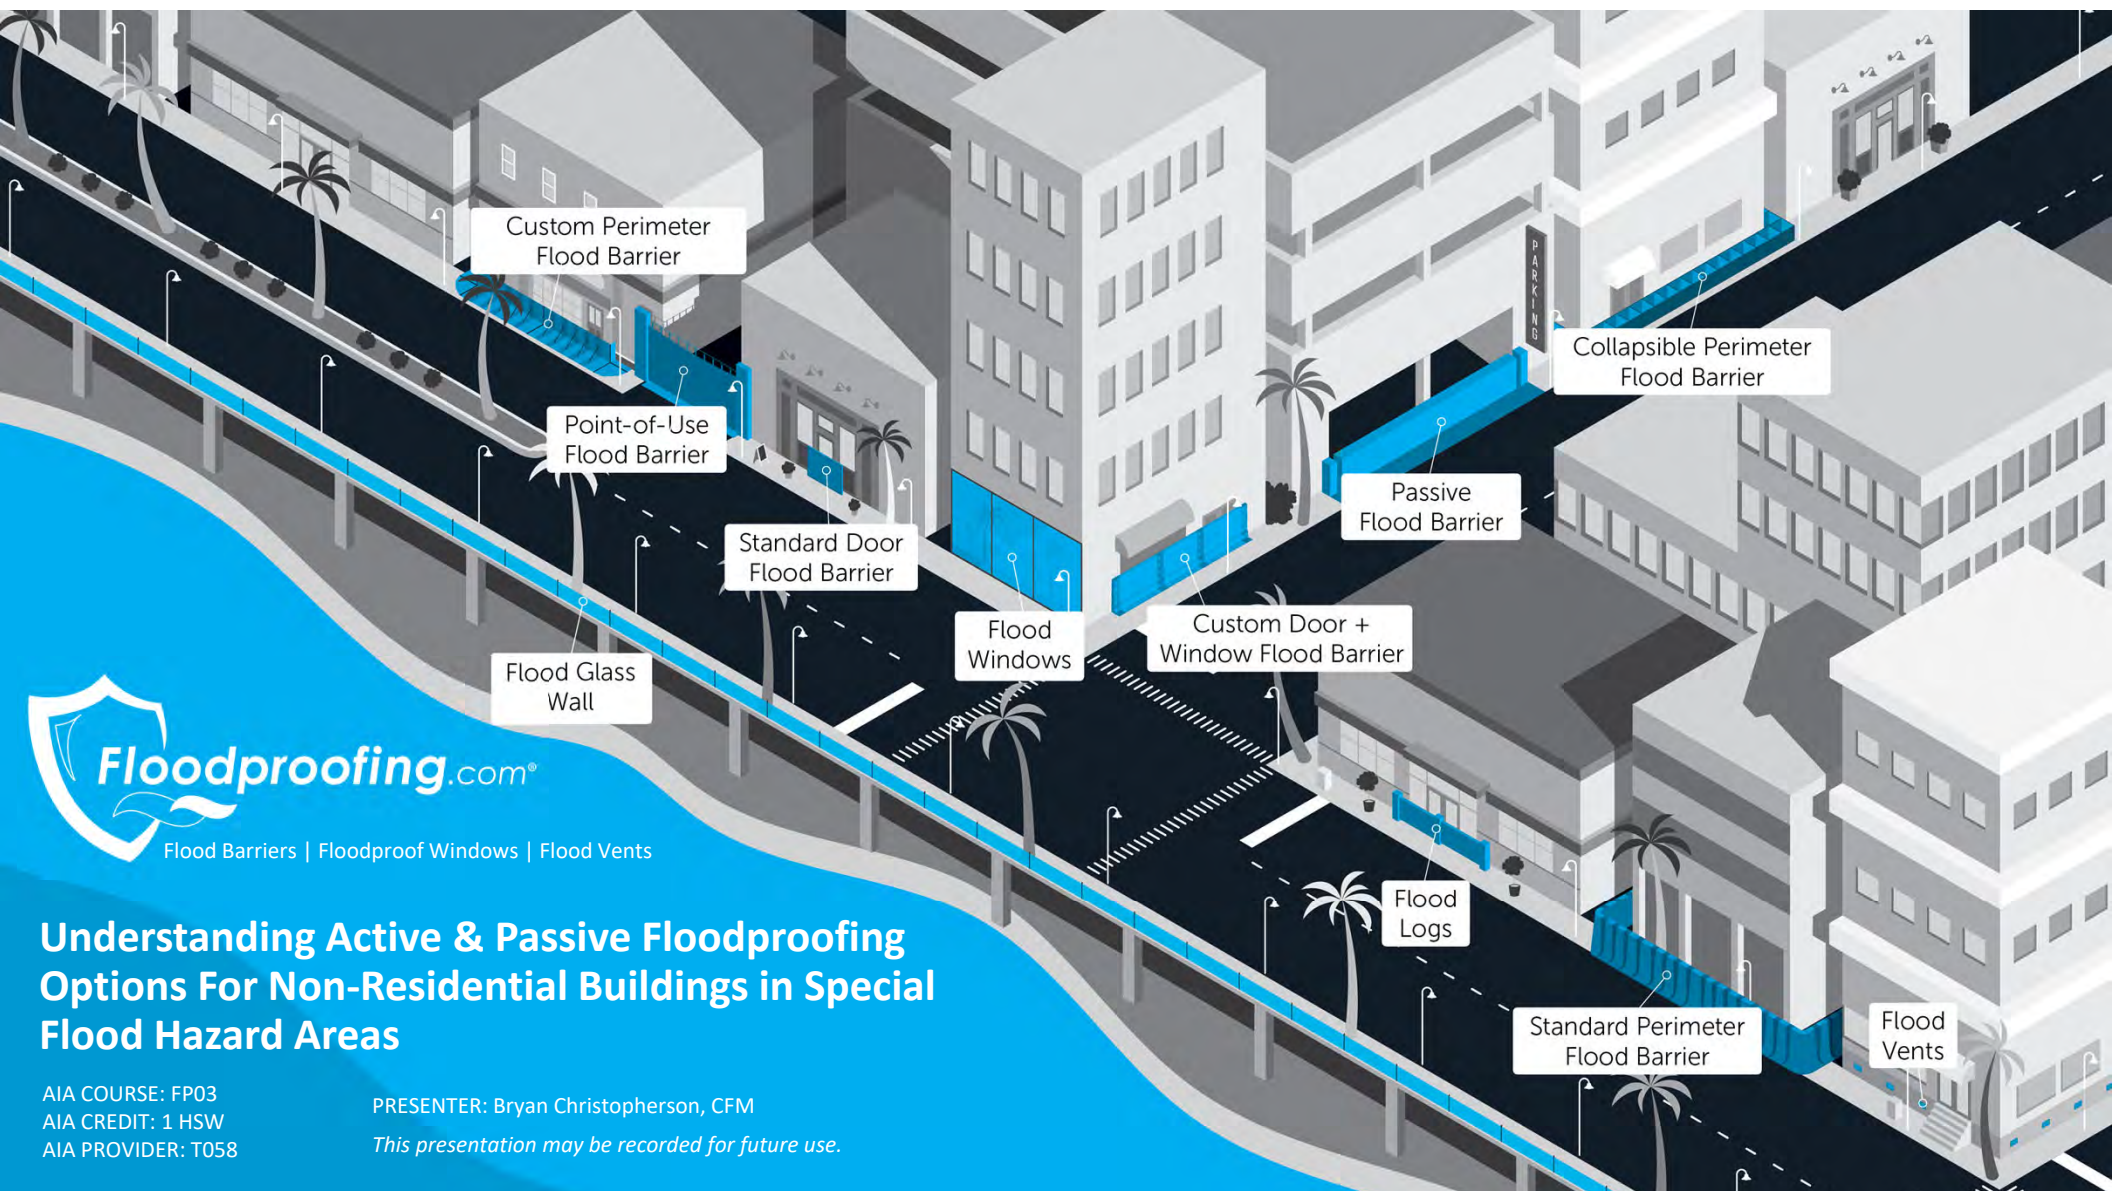 Custom Perimeter
Flood Barrier
PARKING
Collapsible Perimeter
Flood Barrier
Point-of-Use
Flood Barrier
Passive
Flood Barrier
Standard Door
Flood Barrier
Flood
Windows
Custom Door +
Window Flood Barrier
Flood Glass
Wall
Floodproofing.com®
Flood Barriers | Floodproof Windows | Flood Vents
Flood
Logs
Standard Perimeter
Flood Barrier
Flood
Vents
Understanding Active & Passive Floodproofing
Options For Non-Residential Buildings in Special
Flood Hazard Areas
AIA COURSE: FP03
AIA CREDIT: 1 HSW
AIA PROVIDER: T058
PRESENTER: Bryan Christopherson, CFM
This presentation may be recorded for future use.